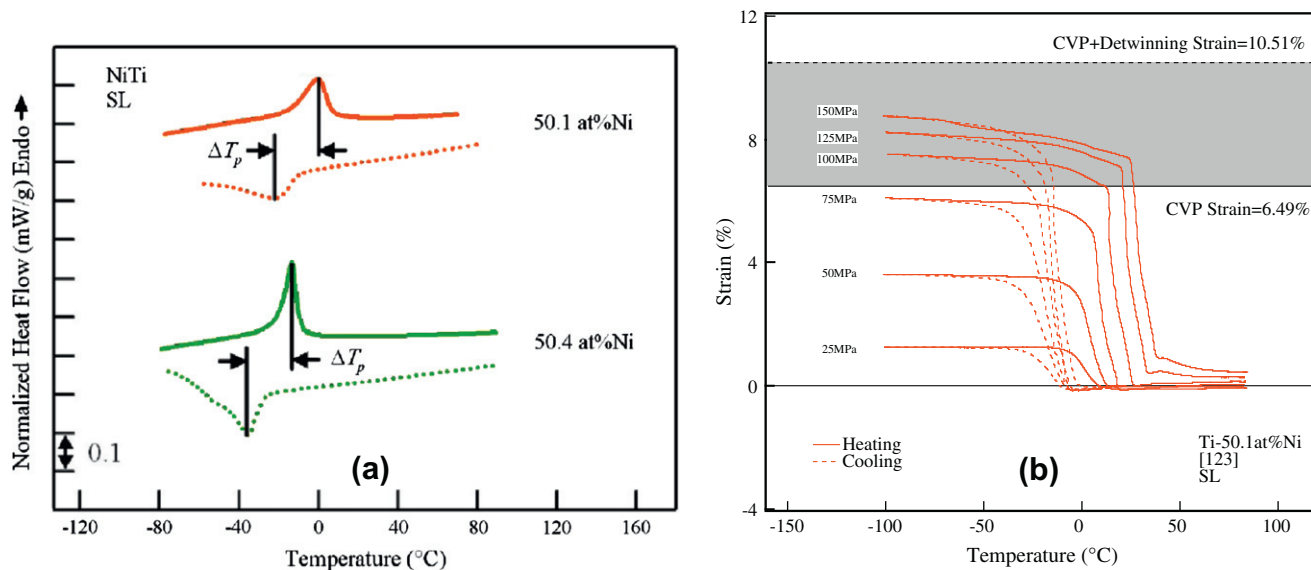 NiTi
SL
50.1 at%Ni
ΔTp
50.4 at%Ni
ΔTp
0.1
(a)
-120 -80 -40 0 40 80 120 160
Temperature (°C)
Normalized Heat Flow (mW/g) Endo
12
CVP+Detwinning Strain=10.51%
150MPa
125MPa
8
100MPa
75MPa
CVP Strain=6.49%
4
50MPa
25MPa
0
Heating
Cooling
(b)
Ti-50.1at%Ni
[123]
SL
-4
-150 -100 -50 0 50 100
Temperature (°C)
Strain (%)